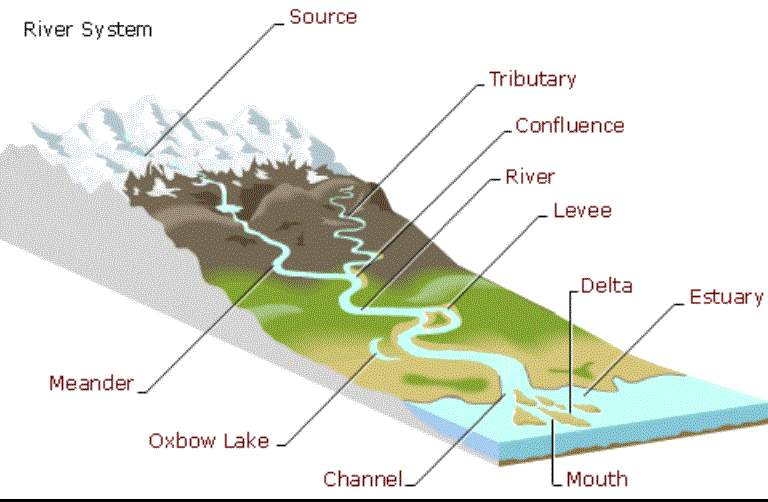 River System
Source
Tributary
Confluence
River
Levee
Delta
Estuary
Meander
Oxbow Lake
Channel
Mouth